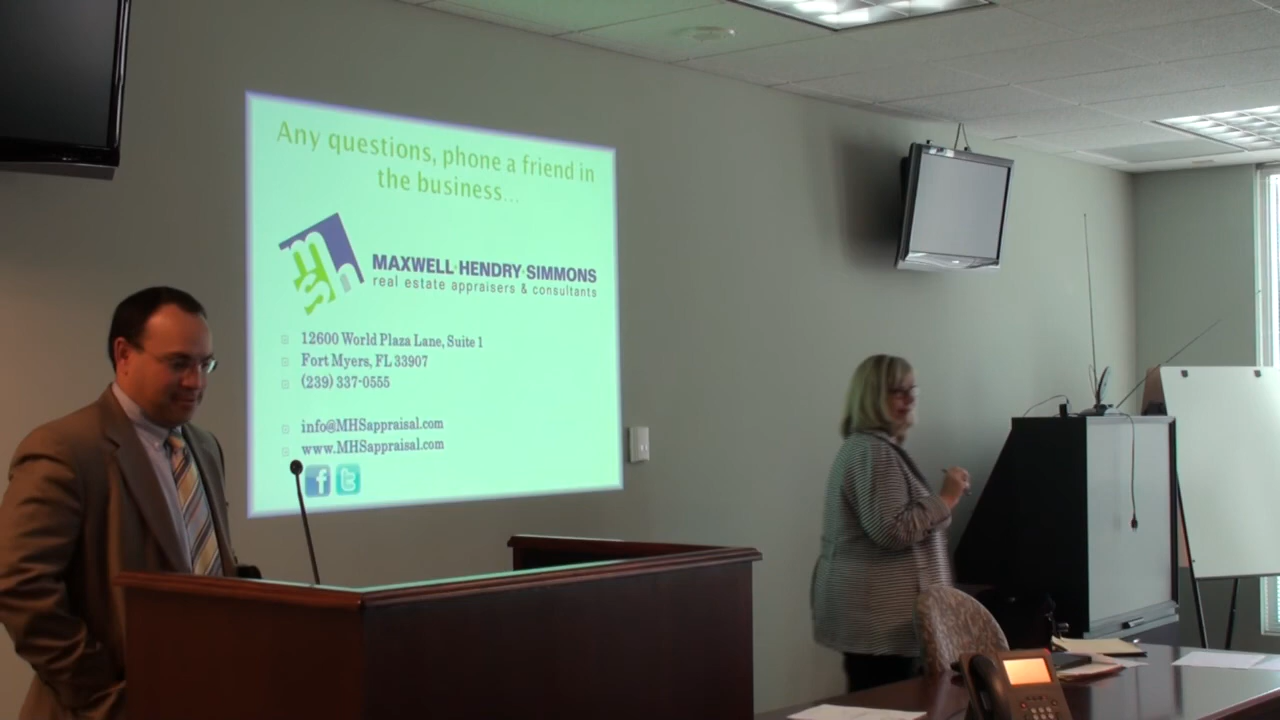 Any questions, phone a friend in
the business...
MAXWELL·HENDRY·SIMMONS
real estate appraisers & consultants
12600 World Plaza Lane, Suite 1
Fort Myers, FL 33907
(239) 337-0555
info@MHSappraisal.com
www.MHSappraisal.com